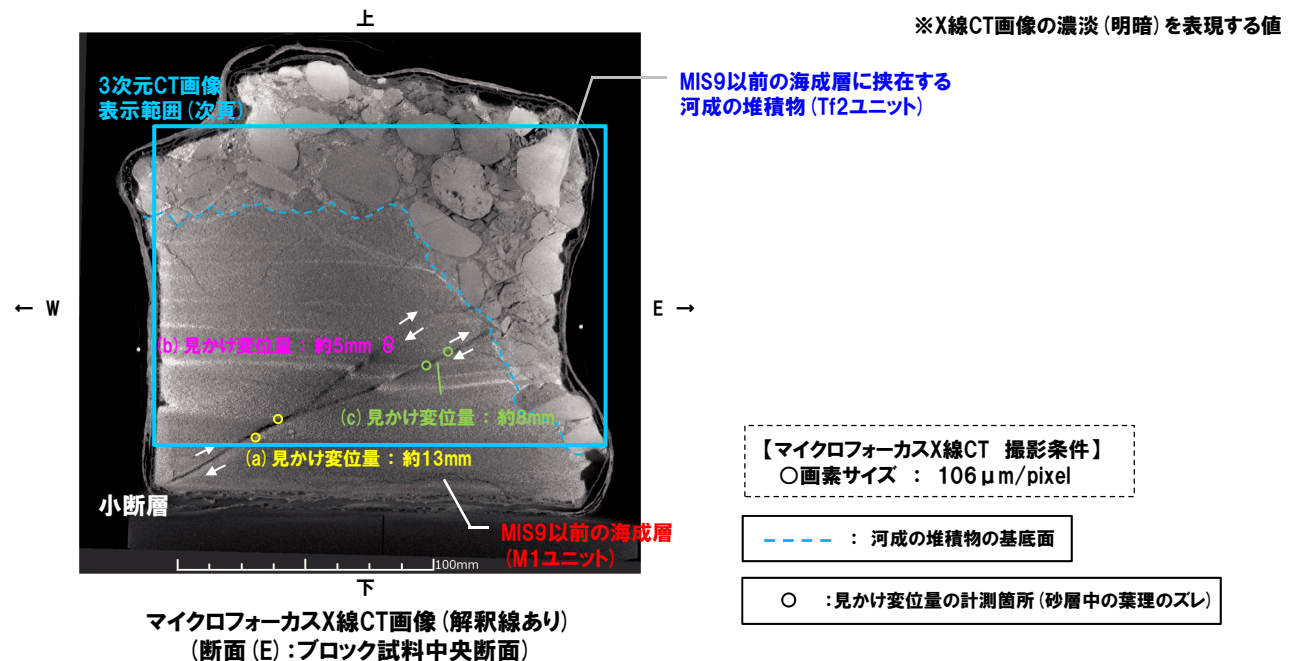 上
※X線CT画像の濃淡(明暗)を表現する値
3次元CT画像
表示範囲(次頁)
MIS9以前の海成層に挟在する
河成の堆積物(Tf2ユニット)
← W
E →
(b)見かけ変位量：約5mm
(c)見かけ変位量：約8mm
(a)見かけ変位量：約13mm
小断層
MIS9以前の海成層
(M1ユニット)
100mm
下
マイクロフォーカスX線CT画像(解釈線あり)
(断面(E)：ブロック試料中央断面)
【マイクロフォーカスX線CT 撮影条件】
○画素サイズ ： 106μm/pixel
： 河成の堆積物の基底面
：見かけ変位量の計測箇所(砂層中の葉理のズレ)